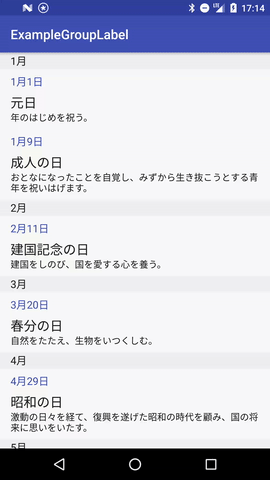 17:14
ExampleGroupLabel
1月
1月1日
元日
年のはじめを祝う。
1月9日
成人の日
おとなになったことを自覚し、みずから生き抜こうとする青
年を祝いはげます。
2月
2月11日
建国記念の日
建国をしのび、国を愛する心を養う。
3月
3月20日
春分の日
自然をたたえ、生物をいつくしむ。
4月
4月29日
昭和の日
激動の日々を経て、復興を遂げた昭和の時代を顧み、国の将
来に思いをいたす。
5月